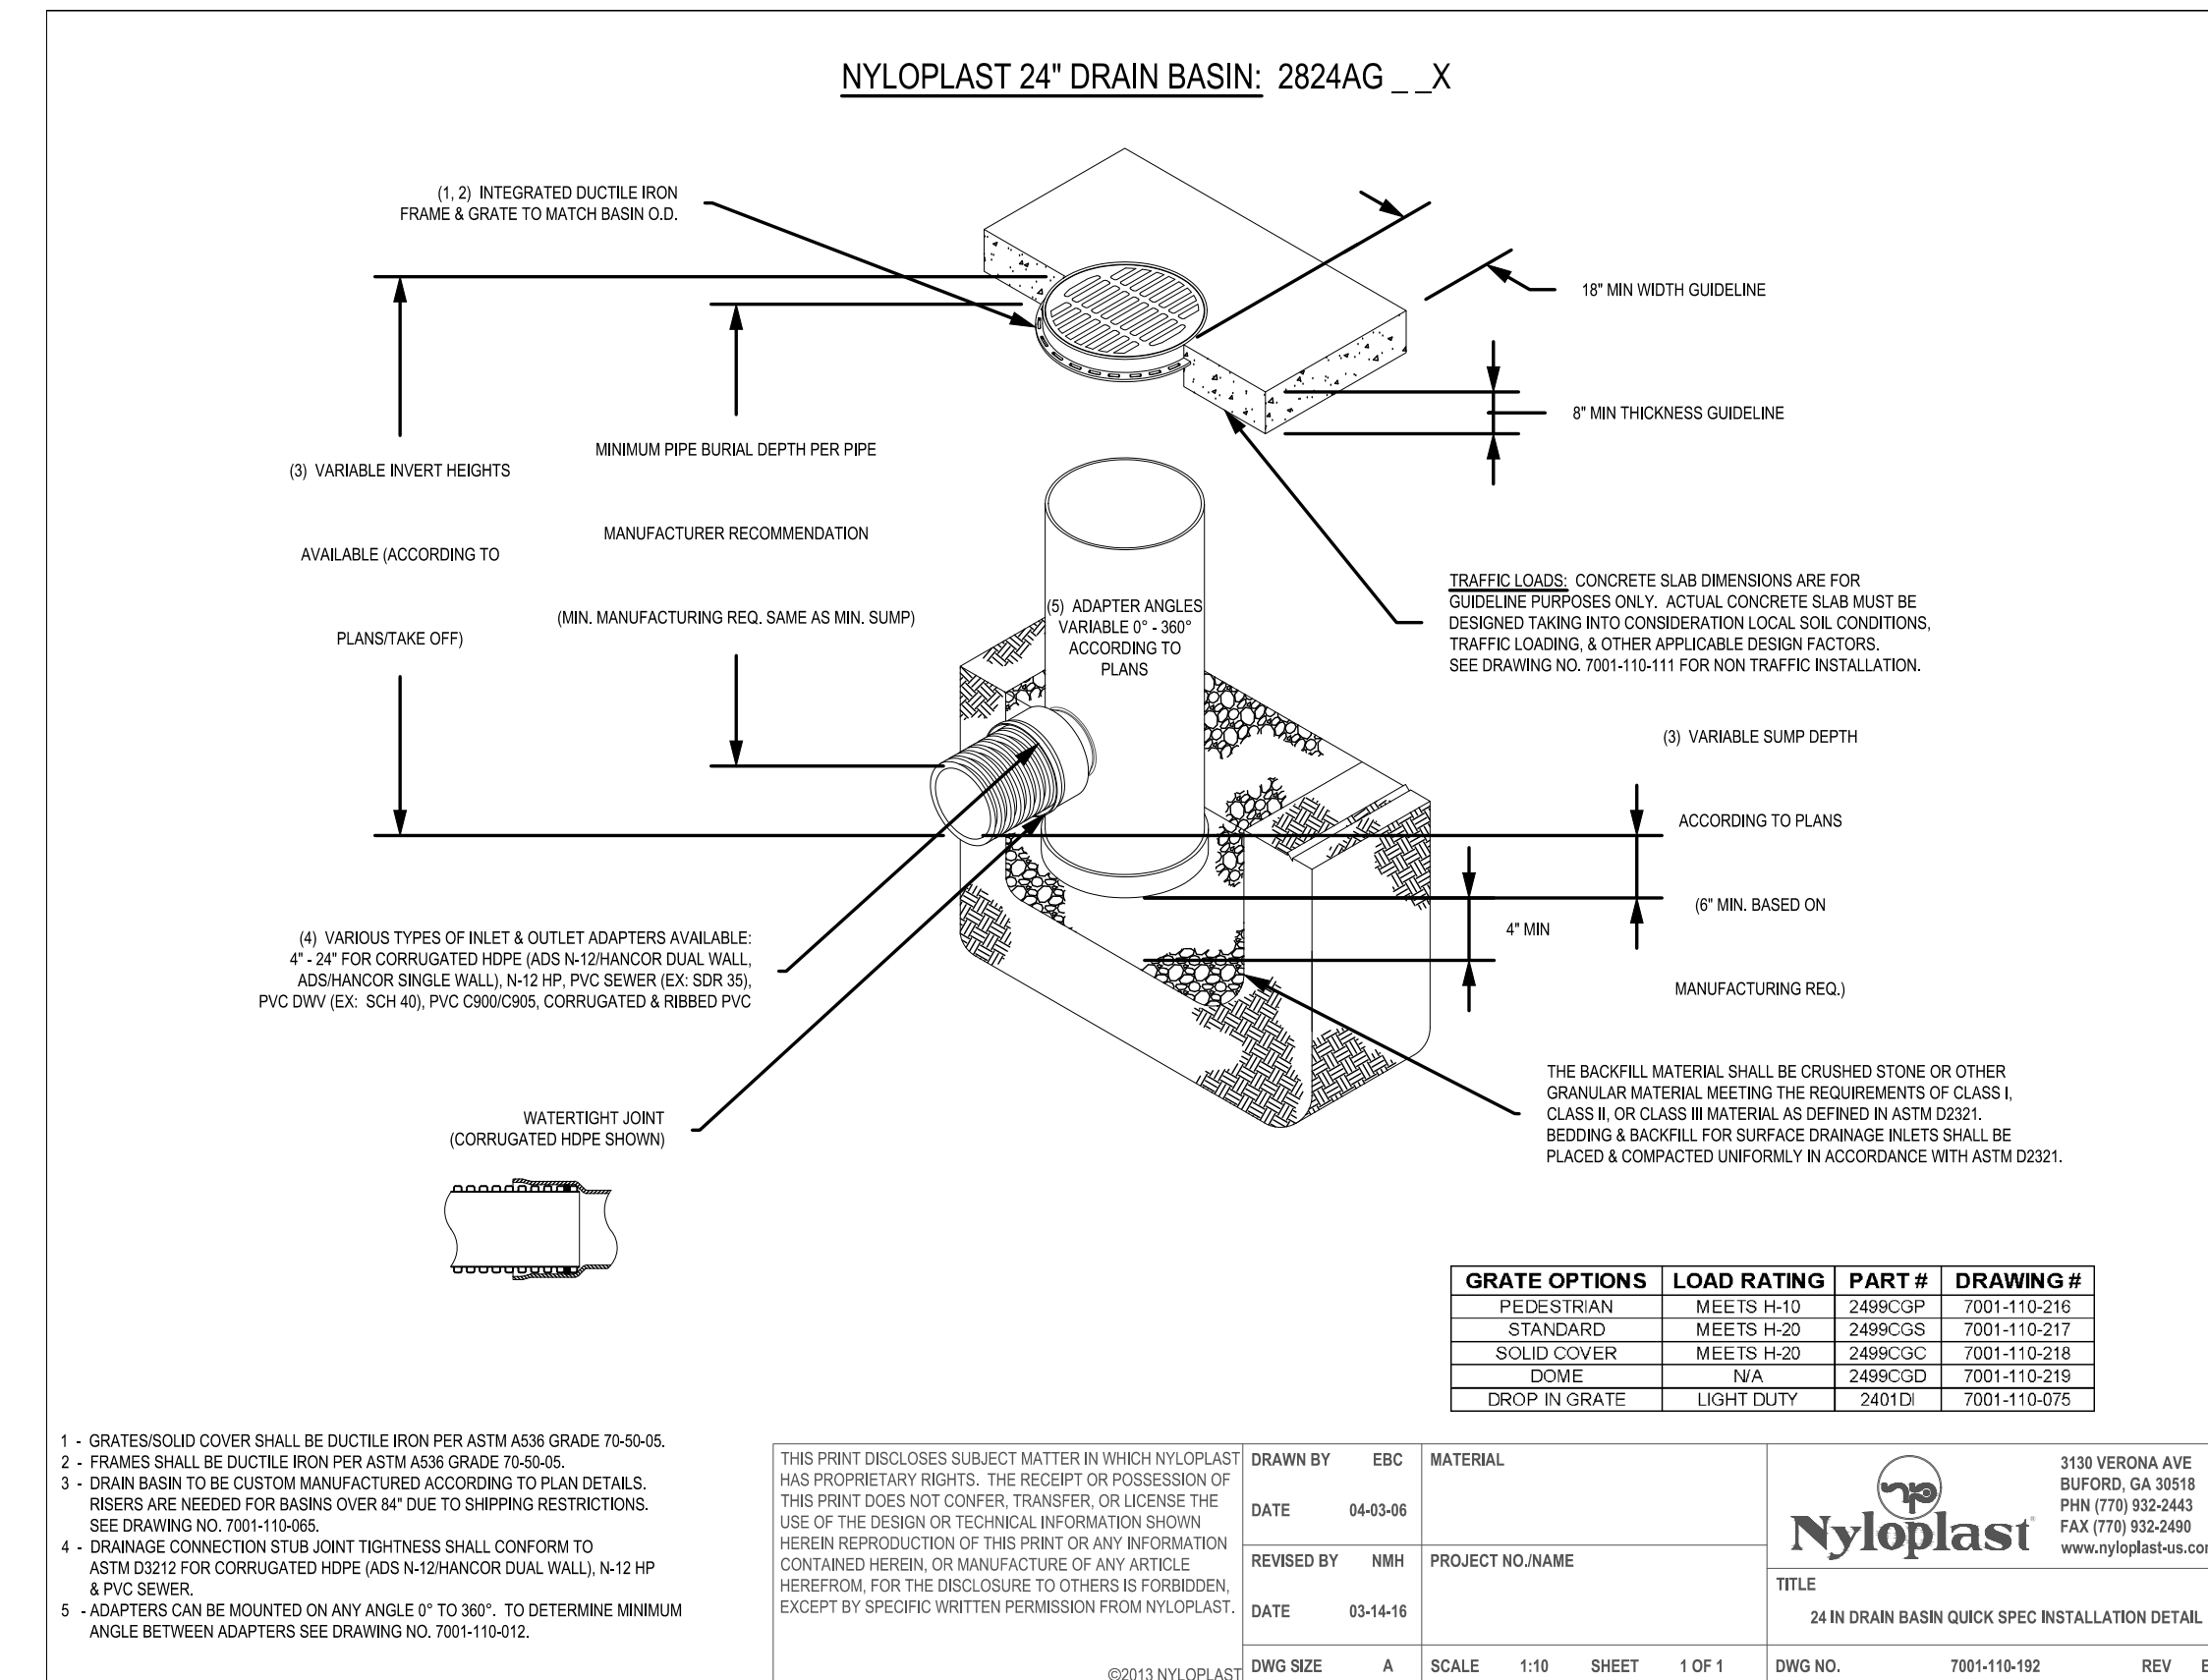 NYLOPLAST 24" DRAIN BASIN: 2824AG _ _X
(1, 2) INTEGRATED DUCTILE IRON
FRAME & GRATE TO MATCH BASIN O.D.
18" MIN WIDTH GUIDELINE
8" MIN THICKNESS GUIDELINE
(3) VARIABLE INVERT HEIGHTS
AVAILABLE (ACCORDING TO
PLANS/TAKE OFF)
MINIMUM PIPE BURIAL DEPTH PER PIPE
MANUFACTURER RECOMMENDATION
(MIN. MANUFACTURING REQ. SAME AS MIN. SUMP)
(5) ADAPTER ANGLES
VARIABLE 0° - 360°
ACCORDING TO
PLANS
TRAFFIC LOADS: CONCRETE SLAB DIMENSIONS ARE FOR
GUIDELINE PURPOSES ONLY. ACTUAL CONCRETE SLAB MUST BE
DESIGNED TAKING INTO CONSIDERATION LOCAL SOIL CONDITIONS,
TRAFFIC LOADING, & OTHER APPLICABLE DESIGN FACTORS.
SEE DRAWING NO. 7001-110-111 FOR NON TRAFFIC INSTALLATION.
(3) VARIABLE SUMP DEPTH
ACCORDING TO PLANS
(6" MIN. BASED ON
MANUFACTURING REQ.)
4" MIN
(4) VARIOUS TYPES OF INLET & OUTLET ADAPTERS AVAILABLE:
4" - 24" FOR CORRUGATED HDPE (ADS N-12/HANCOR DUAL WALL,
ADS/HANCOR SINGLE WALL), N-12 HP, PVC SEWER (EX: SDR 35),
PVC DWV (EX: SCH 40), PVC C900/C905, CORRUGATED & RIBBED PVC
WATERTIGHT JOINT
(CORRUGATED HDPE SHOWN)
THE BACKFILL MATERIAL SHALL BE CRUSHED STONE OR OTHER
GRANULAR MATERIAL MEETING THE REQUIREMENTS OF CLASS I,
CLASS II, OR CLASS III MATERIAL AS DEFINED IN ASTM D2321.
BEDDING & BACKFILL FOR SURFACE DRAINAGE INLETS SHALL BE
PLACED & COMPACTED UNIFORMLY IN ACCORDANCE WITH ASTM D2321.
GRATE OPTIONS LOAD RATING PART # DRAWING #
PEDESTRIAN MEETS H-10 2499CGP 7001-110-216
STANDARD MEETS H-20 2499CGS 7001-110-217
SOLID COVER MEETS H-20 2499CGC 7001-110-218
DOME N/A 2499CGD 7001-110-219
DROP IN GRATE LIGHT DUTY 2401DI 7001-110-075
1 - GRATES/SOLID COVER SHALL BE DUCTILE IRON PER ASTM A536 GRADE 70-50-05.
2 - FRAMES SHALL BE DUCTILE IRON PER ASTM A536 GRADE 70-50-05.
3 - DRAIN BASIN TO BE CUSTOM MANUFACTURED ACCORDING TO PLAN DETAILS.
RISERS ARE NEEDED FOR BASINS OVER 84" DUE TO SHIPPING RESTRICTIONS.
SEE DRAWING NO. 7001-110-065.
4 - DRAINAGE CONNECTION STUB JOINT TIGHTNESS SHALL CONFORM TO
ASTM D3212 FOR CORRUGATED HDPE (ADS N-12/HANCOR DUAL WALL), N-12 HP
& PVC SEWER.
5 - ADAPTERS CAN BE MOUNTED ON ANY ANGLE 0° TO 360°. TO DETERMINE MINIMUM
ANGLE BETWEEN ADAPTERS SEE DRAWING NO. 7001-110-012.
THIS PRINT DISCLOSES SUBJECT MATTER IN WHICH NYLOPLAST
HAS PROPRIETARY RIGHTS. THE RECEIPT OR POSSESSION OF
THIS PRINT DOES NOT CONFER, TRANSFER, OR LICENSE THE
USE OF THE DESIGN OR TECHNICAL INFORMATION SHOWN
HEREIN REPRODUCTION OF THIS PRINT OR ANY INFORMATION
CONTAINED HEREIN, OR MANUFACTURE OF ANY ARTICLE
HEREFROM, FOR THE DISCLOSURE TO OTHERS IS FORBIDDEN,
EXCEPT BY SPECIFIC WRITTEN PERMISSION FROM NYLOPLAST.
©2013 NYLOPLAST
DRAWN BY EBC
DATE 04-03-06
REVISED BY NMH
DATE 03-14-16
DWG SIZE A
MATERIAL
PROJECT NO./NAME
SCALE 1:10 SHEET 1 OF 1
Nyloplast
3130 VERONA AVE
BUFORD, GA 30518
PHN (770) 932-2443
FAX (770) 932-2490
www.nyloplast-us.com
TITLE
24 IN DRAIN BASIN QUICK SPEC INSTALLATION DETAIL
DWG NO. 7001-110-192 REV